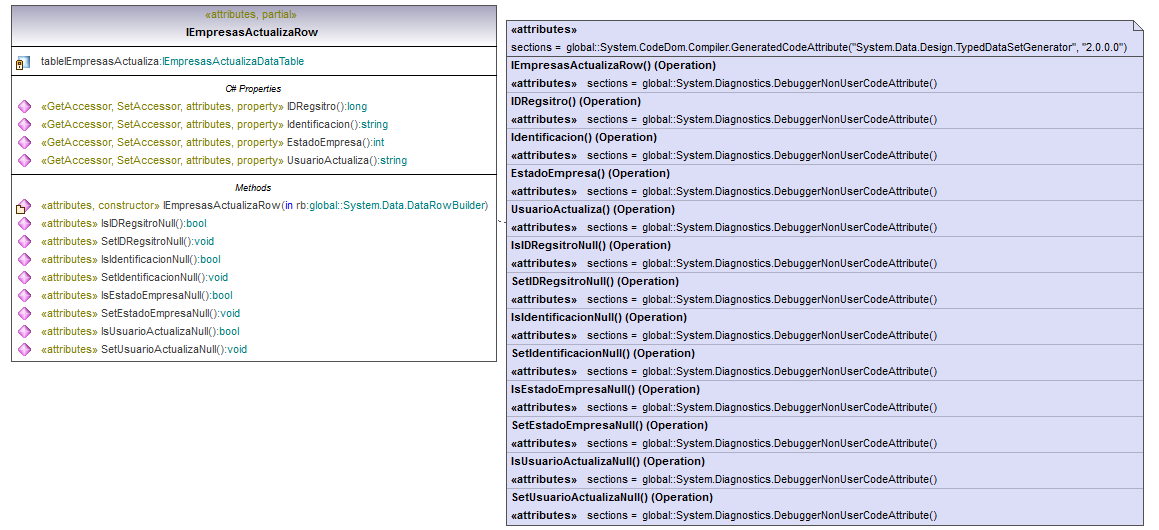 «attributes, partial»
IEmpresasActualizaRow
tableIEmpresasActualiza:IEmpresasActualizaDataTable
C# Properties
«GetAccessor, SetAccessor, attributes, property» IDRegsitro():long
«GetAccessor, SetAccessor, attributes, property» Identificacion():string
«GetAccessor, SetAccessor, attributes, property» EstadoEmpresa():int
«GetAccessor, SetAccessor, attributes, property» UsuarioActualiza():string
Methods
«attributes, constructor» IEmpresasActualizaRow(in rb:global::System.Data.DataRowBuilder)
«attributes» IsIDRegsitroNull():bool
«attributes» SetIDRegsitroNull():void
«attributes» IsIdentificacionNull():bool
«attributes» SetIdentificacionNull():void
«attributes» IsEstadoEmpresaNull():bool
«attributes» SetEstadoEmpresaNull():void
«attributes» IsUsuarioActualizaNull():bool
«attributes» SetUsuarioActualizaNull():void
«attributes»
sections = global::System.CodeDom.Compiler.GeneratedCodeAttribute("System.Data.Design.TypedDataSetGenerator", "2.0.0.0")
IEmpresasActualizaRow() (Operation)
«attributes» sections = global::System.Diagnostics.DebuggerNonUserCodeAttribute()
IDRegsitro() (Operation)
«attributes» sections = global::System.Diagnostics.DebuggerNonUserCodeAttribute()
Identificacion() (Operation)
«attributes» sections = global::System.Diagnostics.DebuggerNonUserCodeAttribute()
EstadoEmpresa() (Operation)
«attributes» sections = global::System.Diagnostics.DebuggerNonUserCodeAttribute()
UsuarioActualiza() (Operation)
«attributes» sections = global::System.Diagnostics.DebuggerNonUserCodeAttribute()
IsIDRegsitroNull() (Operation)
«attributes» sections = global::System.Diagnostics.DebuggerNonUserCodeAttribute()
SetIDRegsitroNull() (Operation)
«attributes» sections = global::System.Diagnostics.DebuggerNonUserCodeAttribute()
IsIdentificacionNull() (Operation)
«attributes» sections = global::System.Diagnostics.DebuggerNonUserCodeAttribute()
SetIdentificacionNull() (Operation)
«attributes» sections = global::System.Diagnostics.DebuggerNonUserCodeAttribute()
IsEstadoEmpresaNull() (Operation)
«attributes» sections = global::System.Diagnostics.DebuggerNonUserCodeAttribute()
SetEstadoEmpresaNull() (Operation)
«attributes» sections = global::System.Diagnostics.DebuggerNonUserCodeAttribute()
IsUsuarioActualizaNull() (Operation)
«attributes» sections = global::System.Diagnostics.DebuggerNonUserCodeAttribute()
SetUsuarioActualizaNull() (Operation)
«attributes» sections = global::System.Diagnostics.DebuggerNonUserCodeAttribute()